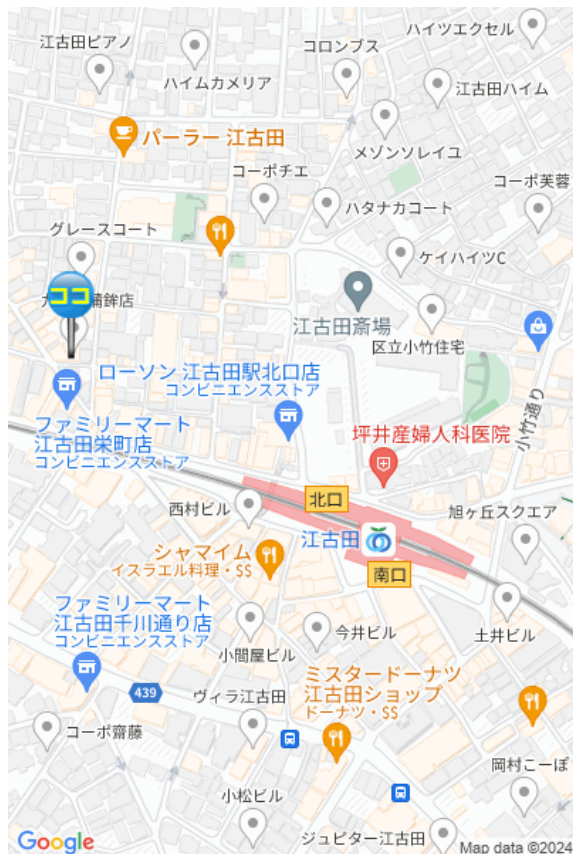 ハイツエクセル
江古田ピアノ
コロンブス
ハイムカメリア
江古田ハイム
パーラー 江古田
メゾンソレイユ
コーポチエ
コーポ芙蓉
ハタナカコート
グレースコート
ケイハイツC
ココ
蒲鉾店
江古田斎場
区立小竹住宅
ローソン 江古田駅北口店
コンビニエンスストア
小竹通り
ファミリーマート
江古田栄町店
コンビニエンスストア
坪井産婦人科医院
北口
西村ビル
旭ヶ丘スクエア
江古田
シャマイム
イスラエル料理・$$
南口
ファミリーマート
江古田千川通り店
コンビニエンスストア
今井ビル
土井ビル
小間屋ビル
ミスタードーナツ
江古田ショップ
ドーナツ・$$
439
ヴィラ江古田
コーポ齋藤
岡村こーぽ
小松ビル
ジュピター江古田
Google
Map data ©2024